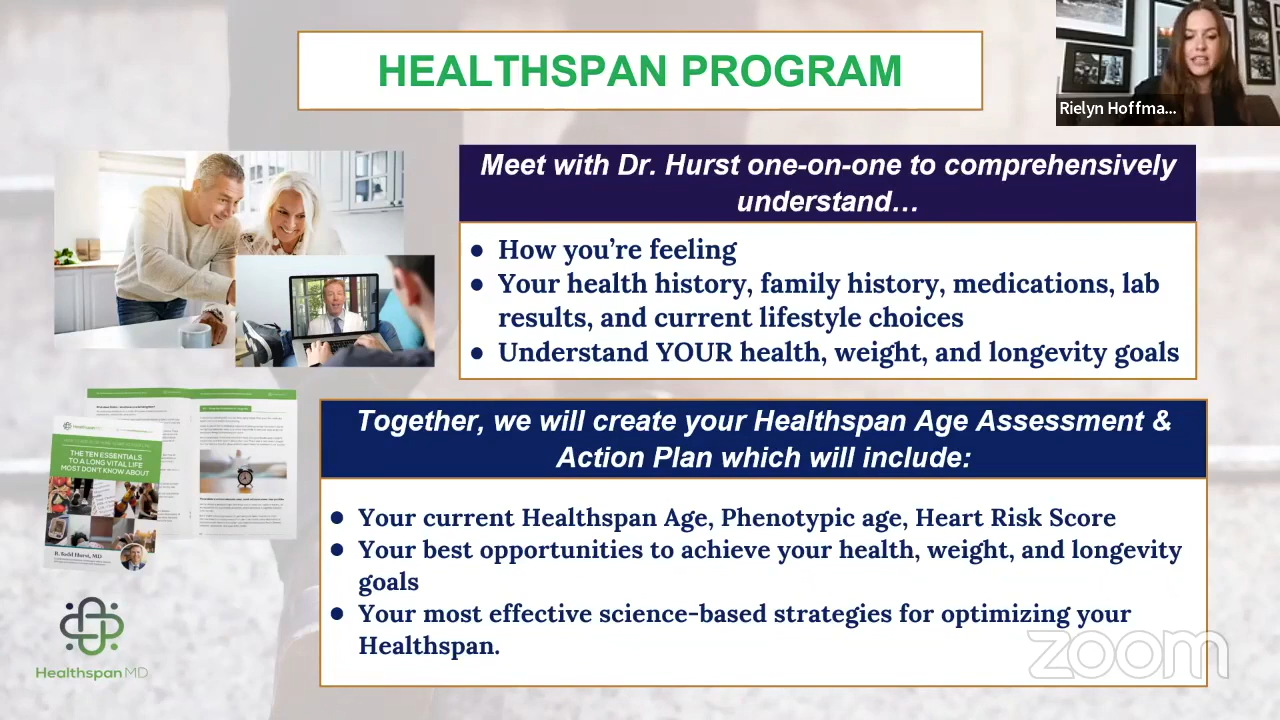 HEALTHSPAN PROGRAM
Rielyn Hoffma...
Meet with Dr. Hurst one-on-one to comprehensively
understand…
● How you’re feeling
● Your health history, family history, medications, lab
results, and current lifestyle choices
● Understand YOUR health, weight, and longevity goals
THE TEN ESSENTIALS
TO A LONG VITAL LIFE
MOST DON'T KNOW ABOUT
R. Todd Hurst, MD
Together, we will create your Healthspan Age Assessment &
Action Plan which will include:
● Your current Healthspan Age, Phenotypic age, Heart Risk Score
● Your best opportunities to achieve your health, weight, and longevity
goals
● Your most effective science-based strategies for optimizing your
Healthspan.
Healthspan MD
zoom